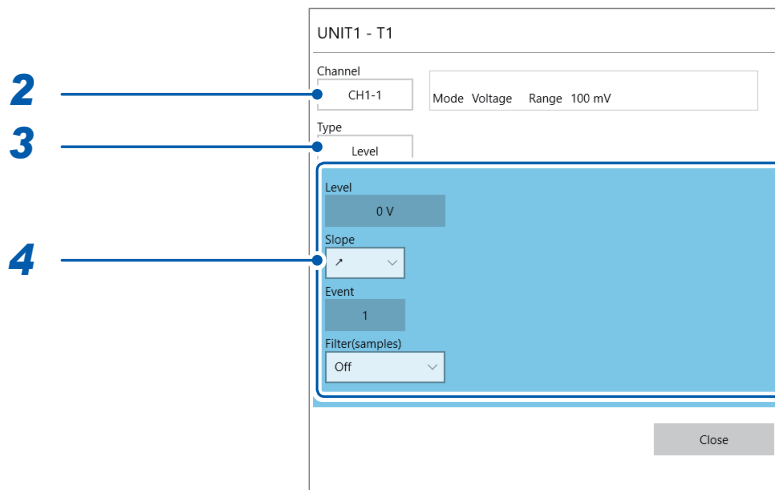 UNIT1 - T1
Channel
2
CH1-1
Mode Voltage Range 100 mV
Type
3
Level
Level
0 V
Slope
4
↗
Event
1
Filter(samples)
Off
Close